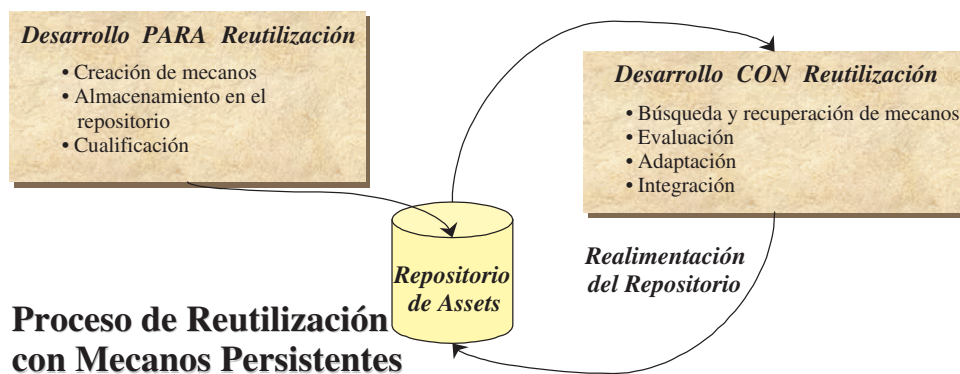 Desarrollo PARA Reutilización
• Creación de mecanos
• Almacenamiento en el
repositorio
• Cualificación
Desarrollo CON Reutilización
• Búsqueda y recuperación de mecanos
• Evaluación
• Adaptación
• Integración
Repositorio
de Assets
Realimentación
del Repositorio
Proceso de Reutilización
con Mecanos Persistentes